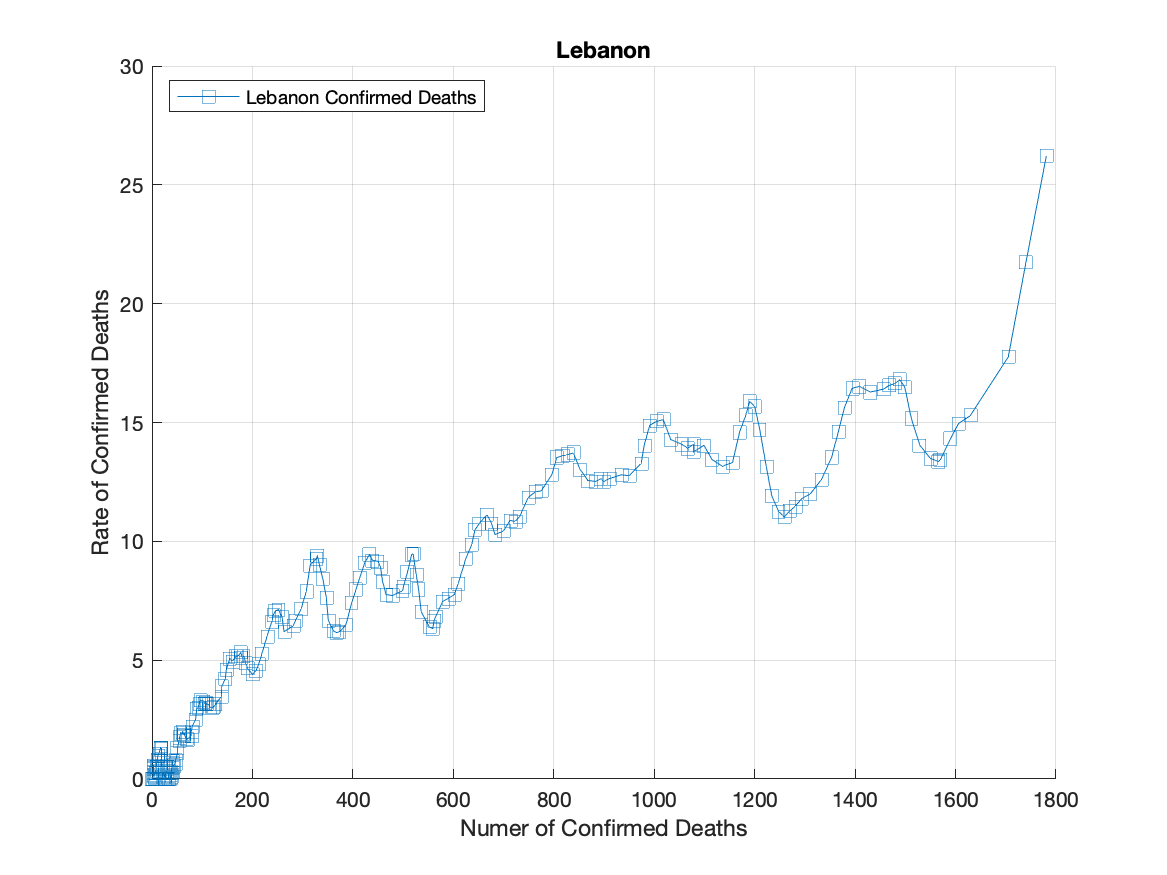 Lebanon
Lebanon Confirmed Deaths
Rate of Confirmed Deaths
30
25
20
15
10
5
0
0 200 400 600 800 1000 1200 1400 1600 1800
Numer of Confirmed Deaths